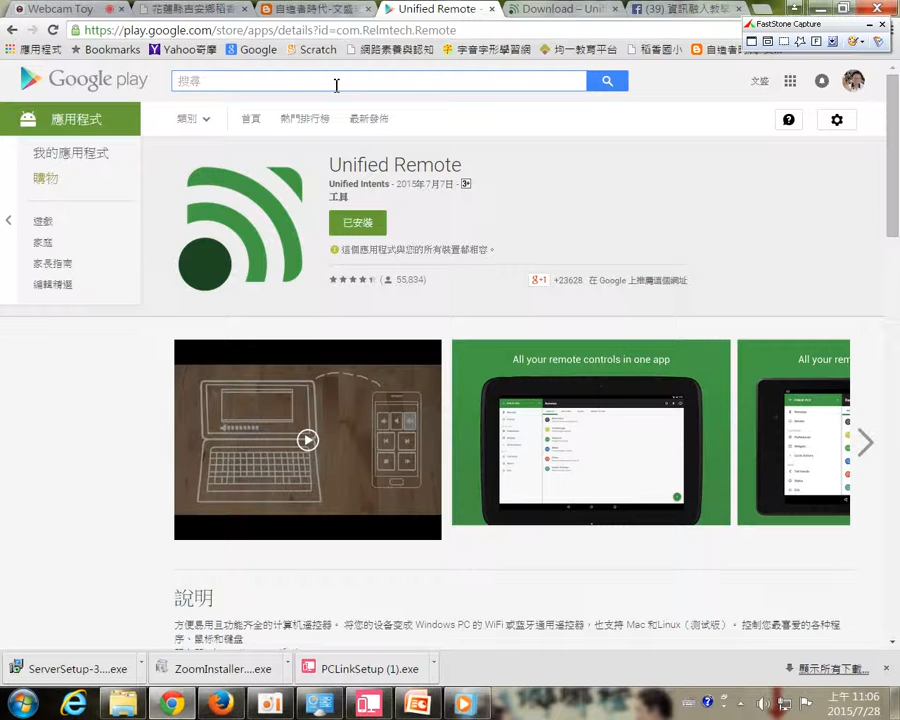 Webcam Toy
花蓮縣吉安鄉稻香
自造者時代-文盛
Unified Remote -
Download – Unifi
(39) 資訊融入教學
FastStone Capture
https://play.google.com/store/apps/details?id=com.Relmtech.Remote
應用程式
Bookmarks
Yahoo奇摩
Google
Scratch
網路素養與認知
字音字形學習網
均一教育平台
稻香國小
自造者時
Google play
搜尋
文盛
應用程式
類別
首頁
熱門排行榜
最新發佈
我的應用程式
購物
遊戲
家庭
家長指南
編輯精選
Unified Remote
Unified Intents - 2015年7月7日 - 3+
工具
已安裝
這個應用程式與您的所有裝置都相容。
(55,834)
g+1 +23628 在 Google 上推薦這個網址
All your remote controls in one app
All your rem
說明
方便易用且功能齐全的计算机遥控器。 将您的设备变成 Windows PC 的 WiFi 或蓝牙通用遥控器，也支持 Mac 和Linux（测试版）。 控制您最喜爱的各种程
序、鼠标和键盘
ServerSetup-3....exe
ZoomInstaller....exe
PCLinkSetup (1).exe
顯示所有下載...
上午 11:06
2015/7/28